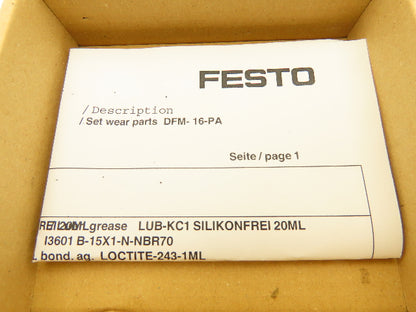 FESTO
/ Description
/ Set wear parts DFM- 16-PA
Seite / page 1
grease LUB-KC1 SILIKONFREI 20ML
I3601 B-15X1-N-NBR70
bond. ag. LOCTITE-243-1ML